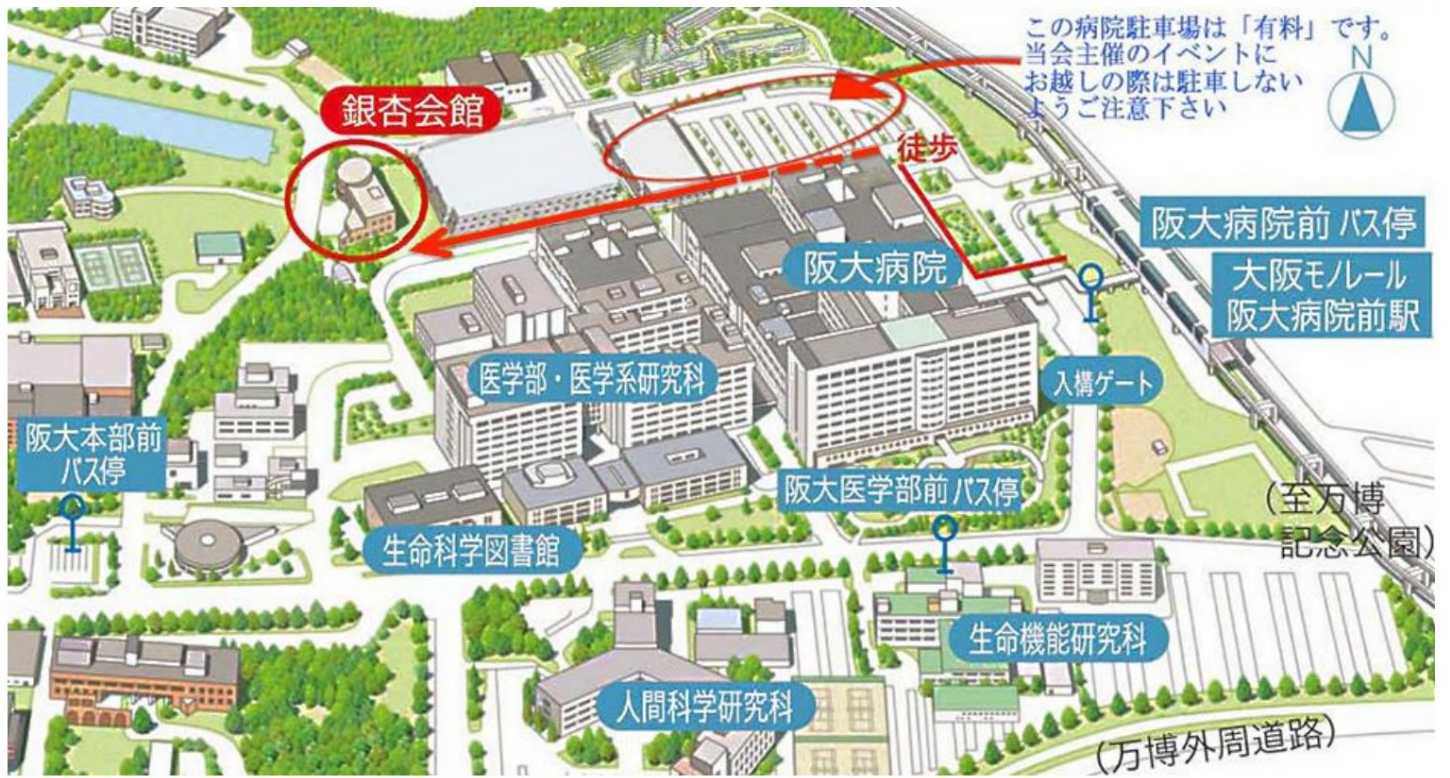 この病院駐車場は「有料」です。
当会主催のイベントに
お越しの際は駐車しない
ようご注意下さい
N
銀杏会館
徒歩
阪大病院前 バス停
大阪モノレール
阪大病院前駅
阪大病院
医学部・医学系研究科
入構ゲート
阪大本部前
バス停
阪大医学部前 バス停
(至万博
記念公園)
生命科学図書館
生命機能研究科
人間科学研究科
(万博外周道路)